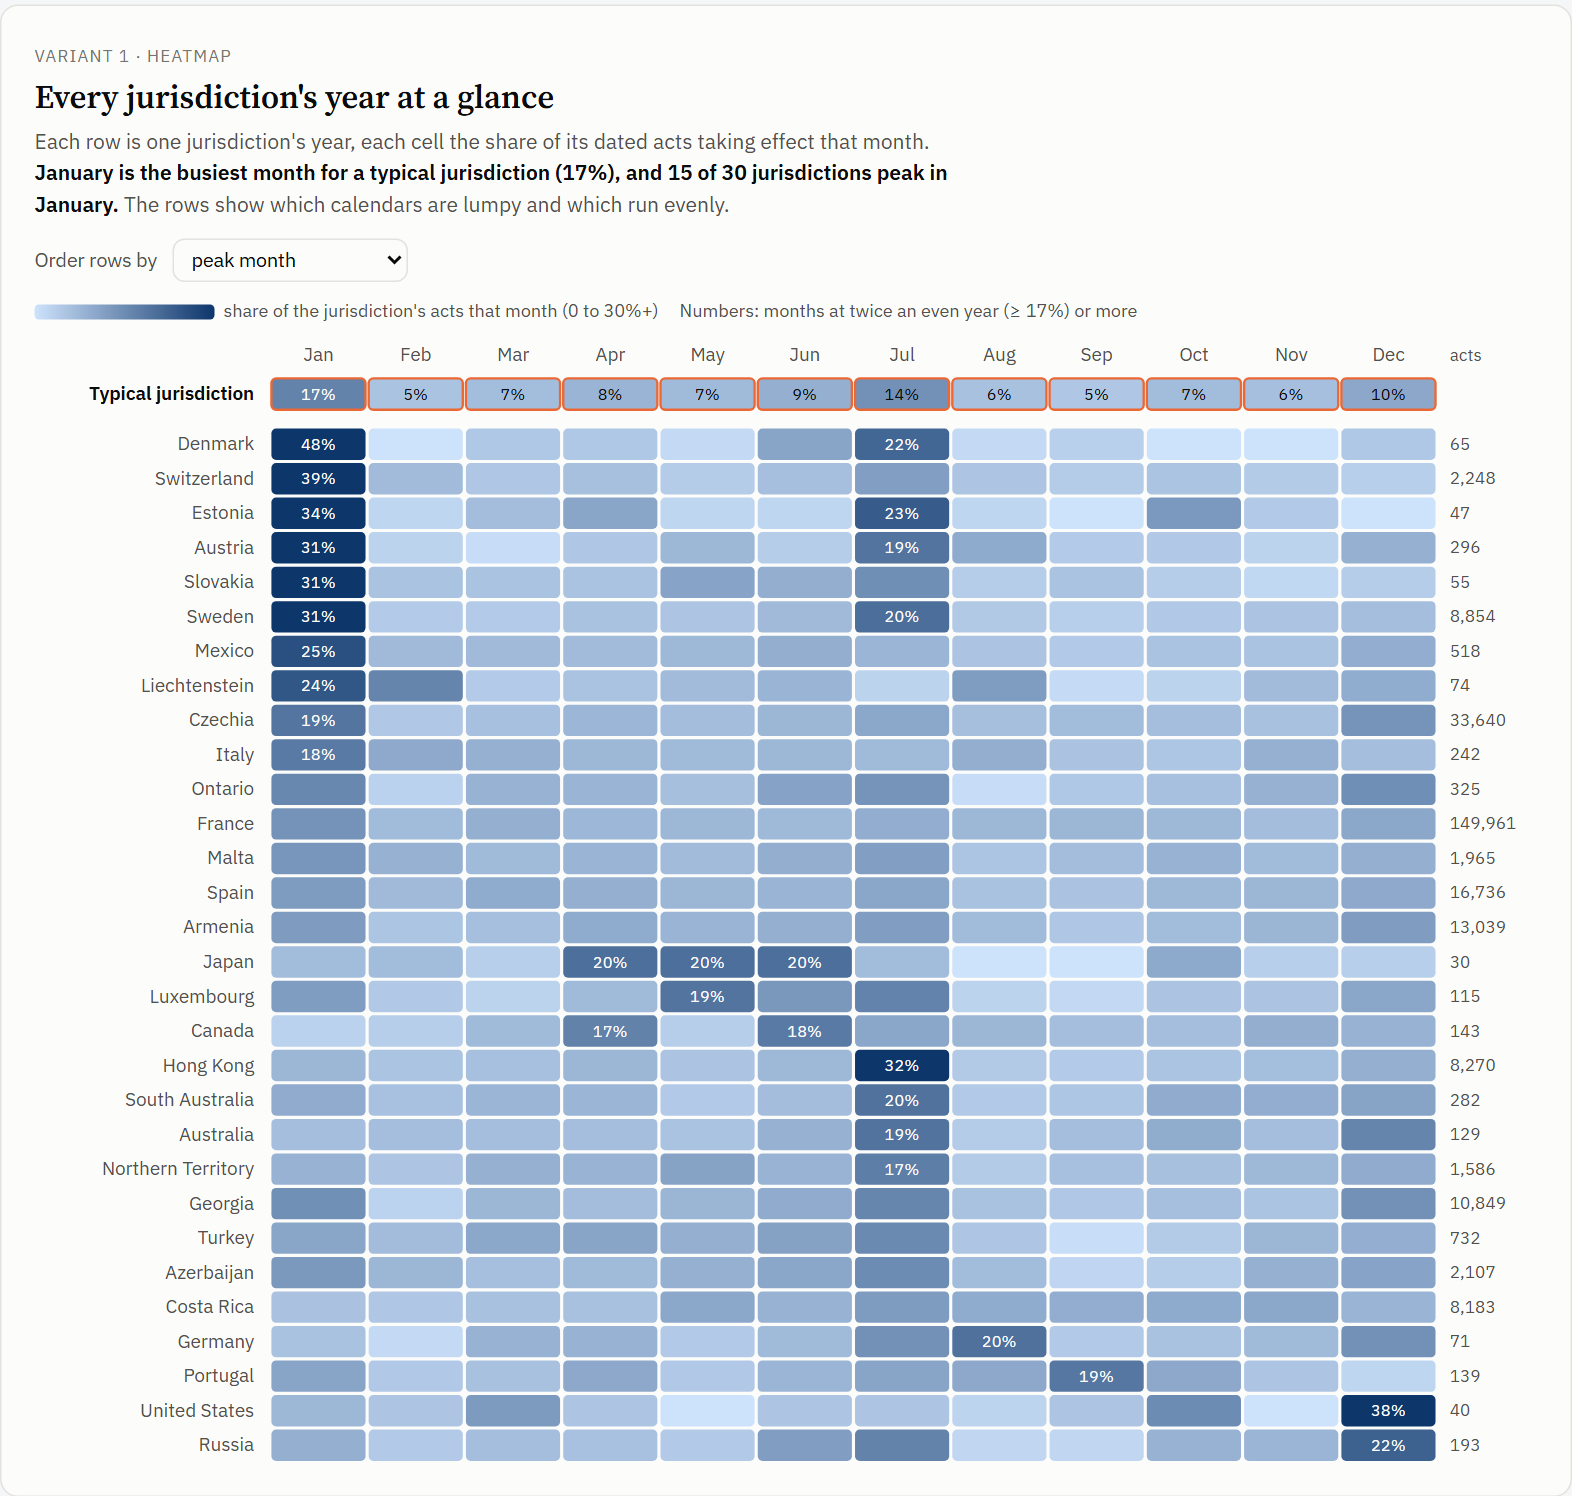 VARIANT 1 · HEATMAP
Every jurisdiction's year at a glance
Each row is one jurisdiction's year, each cell the share of its dated acts taking effect that month.
January is the busiest month for a typical jurisdiction (17%), and 15 of 30 jurisdictions peak in
January. The rows show which calendars are lumpy and which run evenly.
Order rows by peak month
share of the jurisdiction's acts that month (0 to 30%+) Numbers: months at twice an even year (≥ 17%) or more
Jan Feb Mar Apr May Jun Jul Aug Sep Oct Nov Dec acts
Typical jurisdiction 17% 5% 7% 8% 7% 9% 14% 6% 5% 7% 6% 10%
Denmark 48% 22% 65
Switzerland 39% 2,248
Estonia 34% 23% 47
Austria 31% 19% 296
Slovakia 31% 55
Sweden 31% 20% 8,854
Mexico 25% 518
Liechtenstein 24% 74
Czechia 19% 33,640
Italy 18% 242
Ontario 325
France 149,961
Malta 1,965
Spain 16,736
Armenia 13,039
Japan 20% 20% 20% 30
Luxembourg 19% 115
Canada 17% 18% 143
Hong Kong 32% 8,270
South Australia 20% 282
Australia 19% 129
Northern Territory 17% 1,586
Georgia 10,849
Turkey 732
Azerbaijan 2,107
Costa Rica 8,183
Germany 20% 71
Portugal 19% 139
United States 38% 40
Russia 22% 193